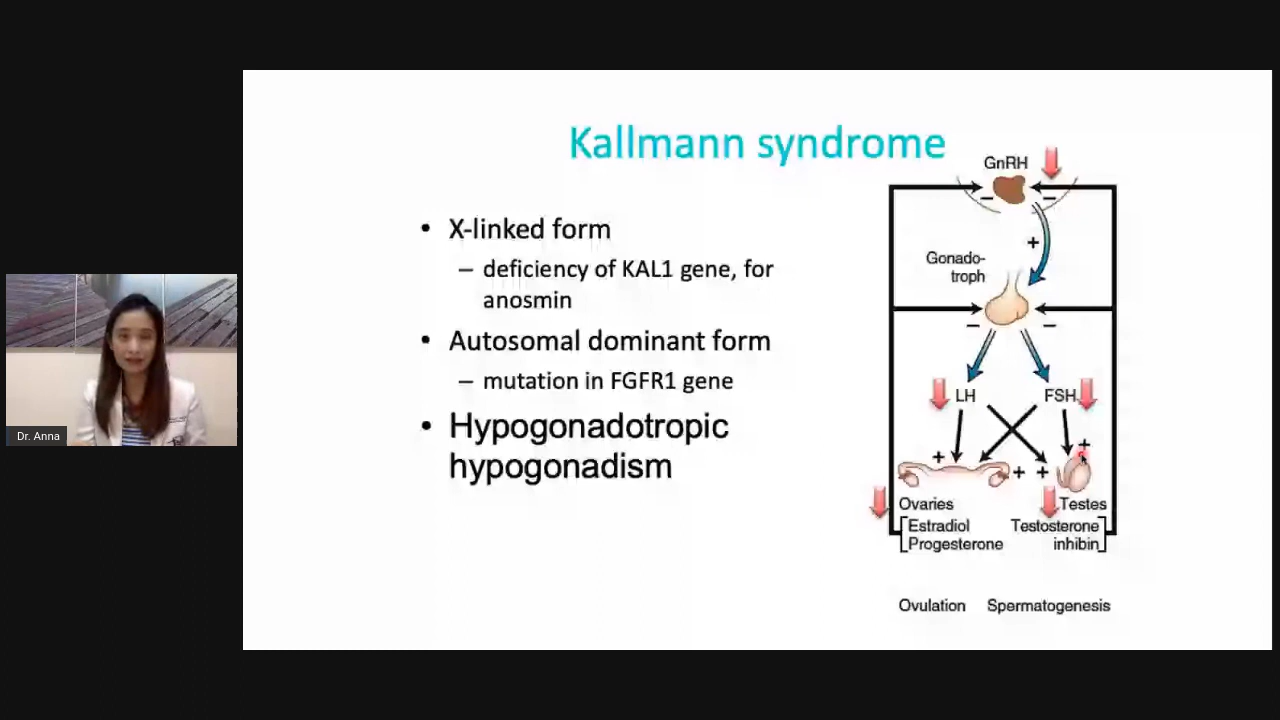 Kallmann syndrome
• X-linked form
– deficiency of KAL1 gene, for
anosmin
• Autosomal dominant form
– mutation in FGFR1 gene
• Hypogonadotropic
hypogonadism
GnRH
– –
+
Gonado-
troph
– –
LH FSH
+ + + +
Ovaries Testes
Estradiol Testosterone
Progesterone inhibin
Ovulation Spermatogenesis
Dr. Anna